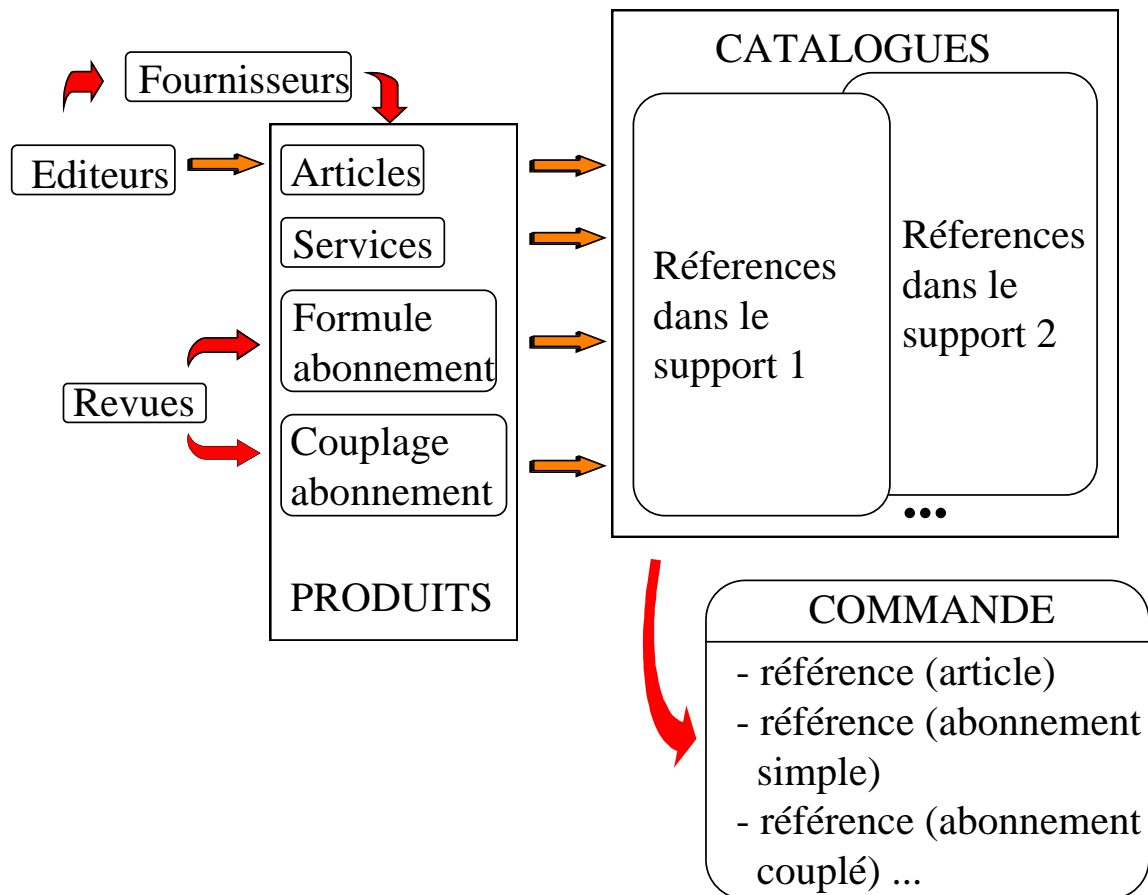 Fournisseurs
Editeurs
Revues
Articles
Services
Formule
abonnement
Couplage
abonnement
PRODUITS
CATALOGUES
Réferences
dans le
support 1
Réferences
dans le
support 2
...
COMMANDE
- référence (article)
- référence (abonnement
simple)
- référence (abonnement
couplé) ...